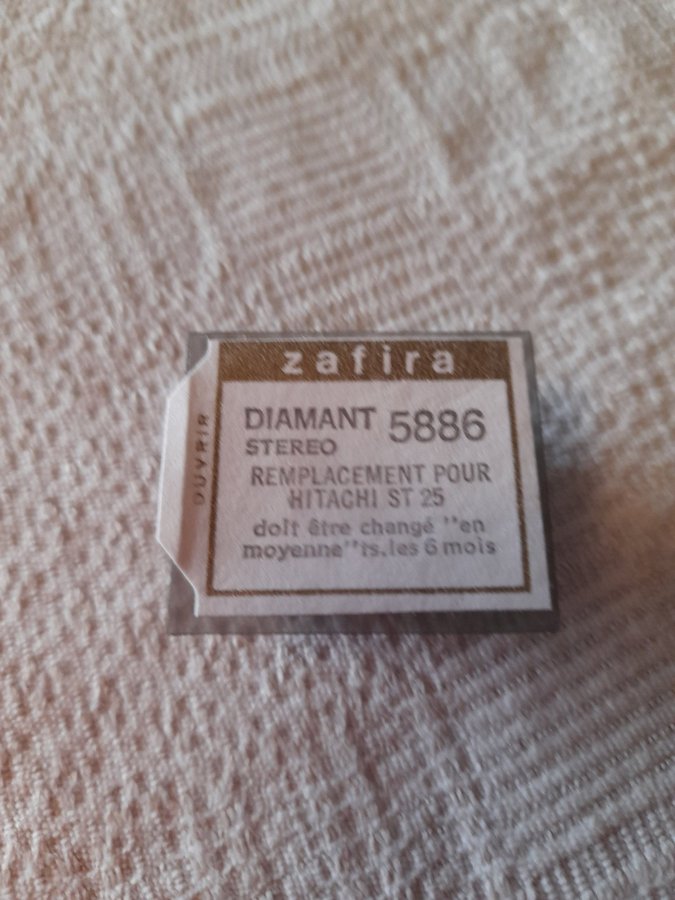 zafira
OUVRIR
DIAMANT 5886
STEREO
REMPLACEMENT POUR
HITACHI ST 25
doit être changé "en
moyenne"ts.les 6 mois